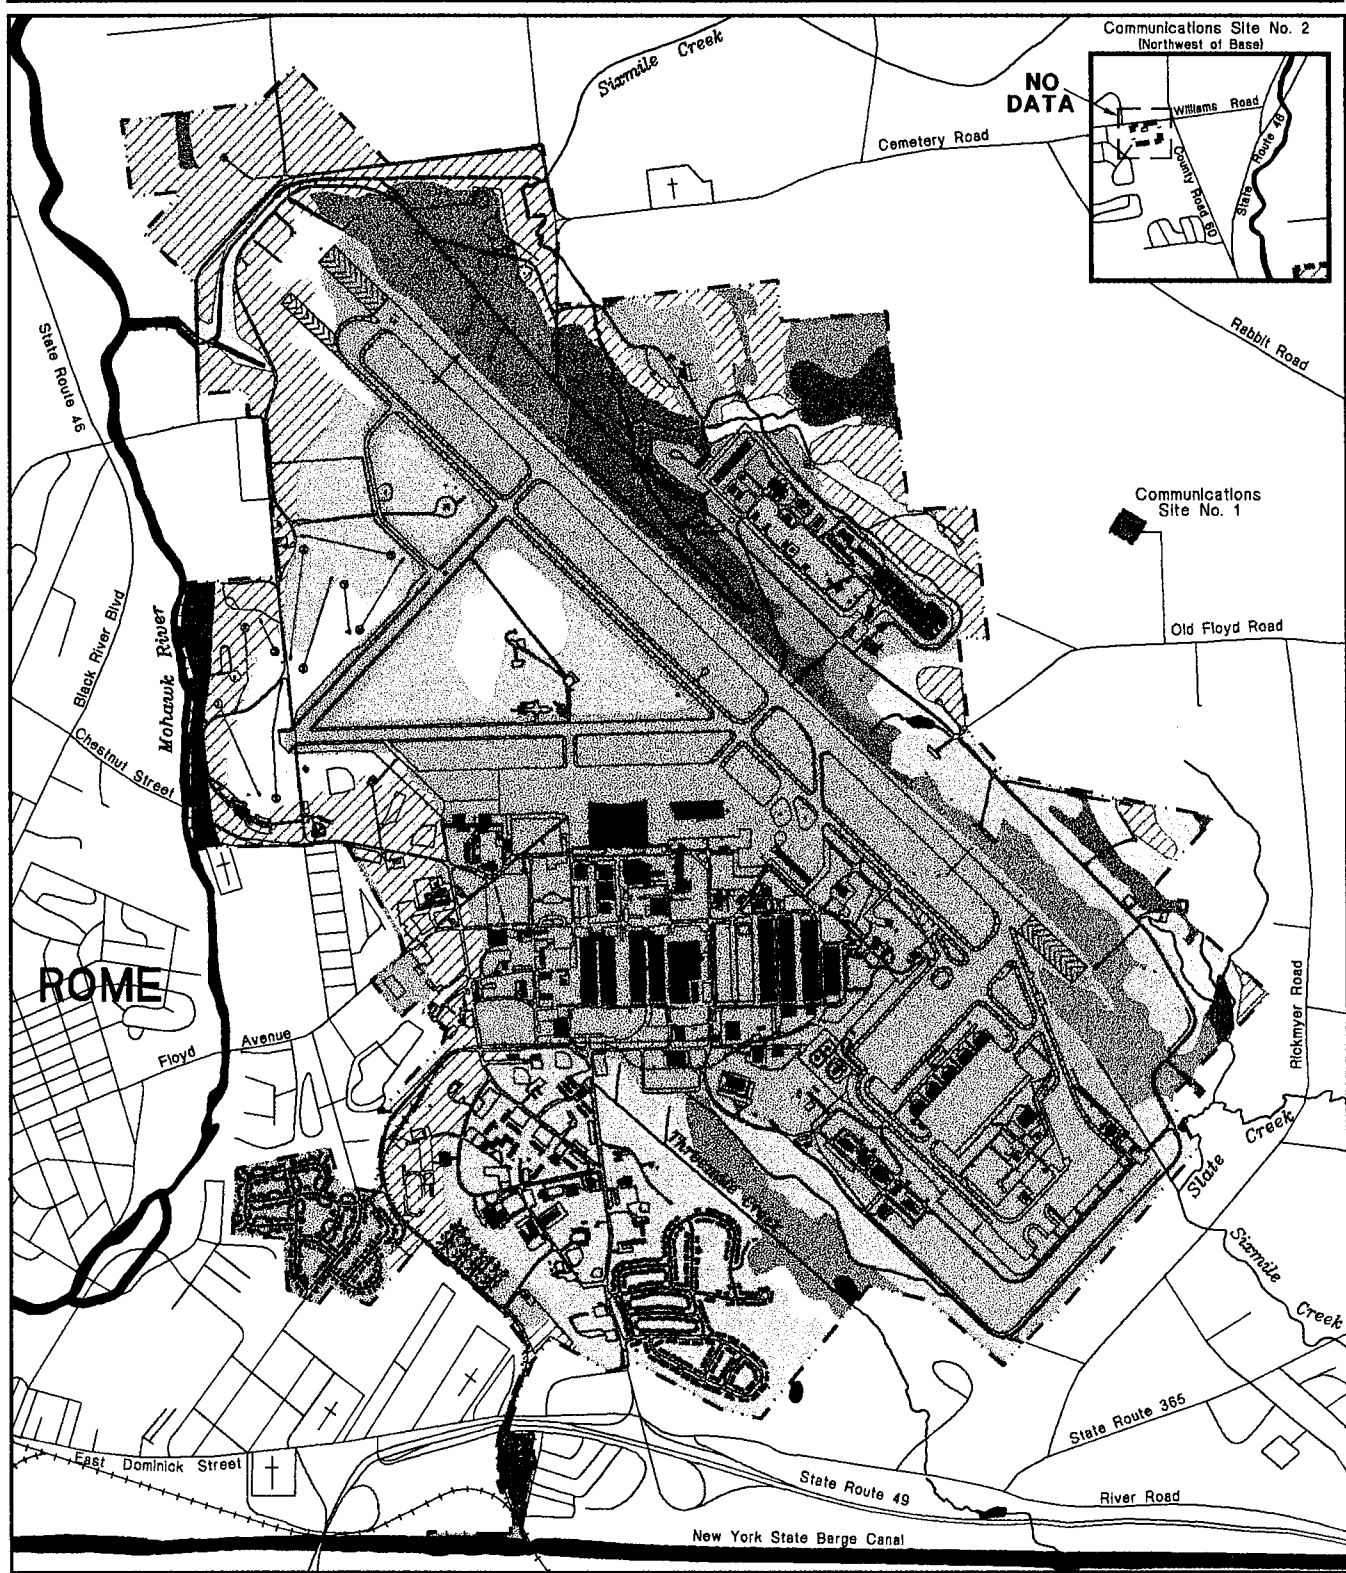 Communications Site No. 2
(Northwest of Base)
NO
DATA
Williams Road
County Road 60
State Route 46
Sixmile Creek
Cemetery Road
Rabbit Road
State Route 46
Communications
Site No. 1
Old Floyd Road
Black River Blvd
Mohawk River
Chestnut Street
ROME
Floyd Avenue
Rickmyer Road
Threemile Creek
Slate Creek
Sixmile Creek
State Route 365
East Dominick Street
State Route 49
River Road
New York State Barge Canal